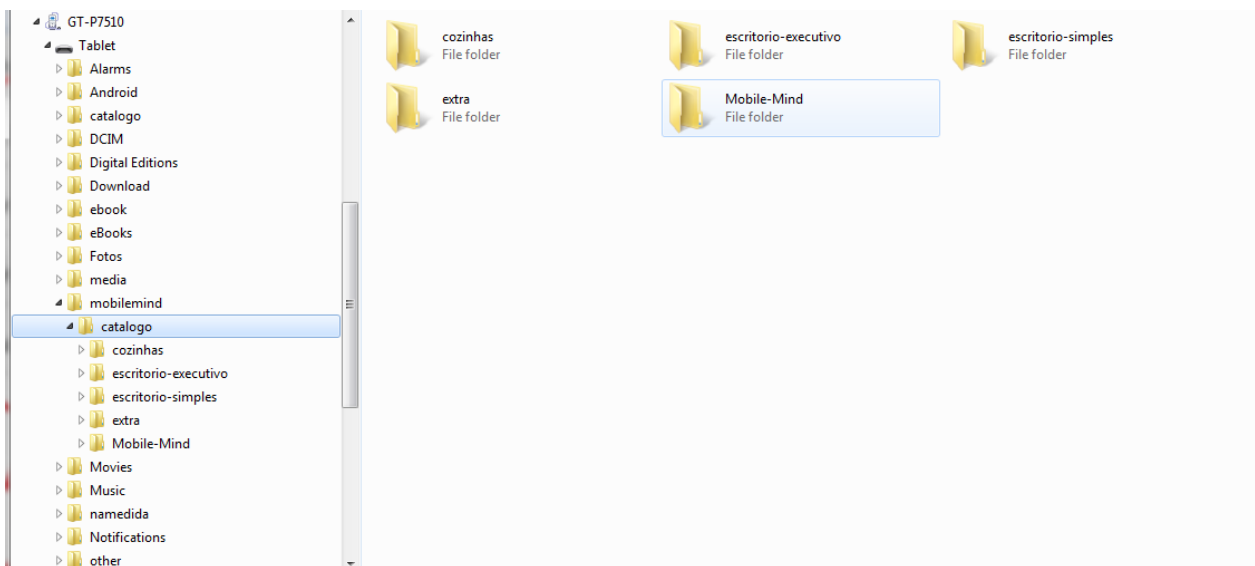 GT-P7510
Tablet
Alarms
Android
catalogo
DCIM
Digital Editions
Download
ebook
eBooks
Fotos
media
mobilemind
catalogo
cozinhas
escritorio-executivo
escritorio-simples
extra
Mobile-Mind
Movies
Music
namedida
Notifications
other
cozinhas
File folder
escritorio-executivo
File folder
escritorio-simples
File folder
extra
File folder
Mobile-Mind
File folder